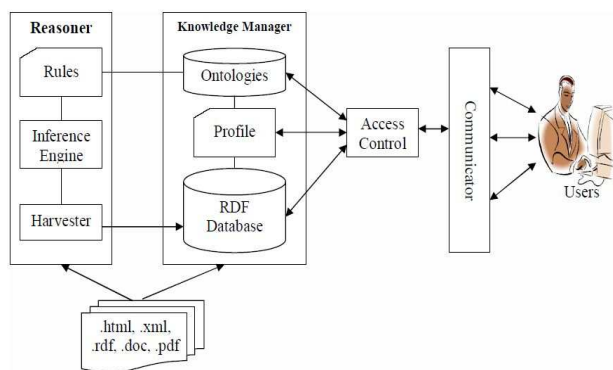 Reasoner
Rules
Inference
Engine
Harvester
Knowledge Manager
Ontologies
Profile
RDF
Database
Access
Control
Communicator
Users
.html, .xml,
.rdf, .doc, .pdf